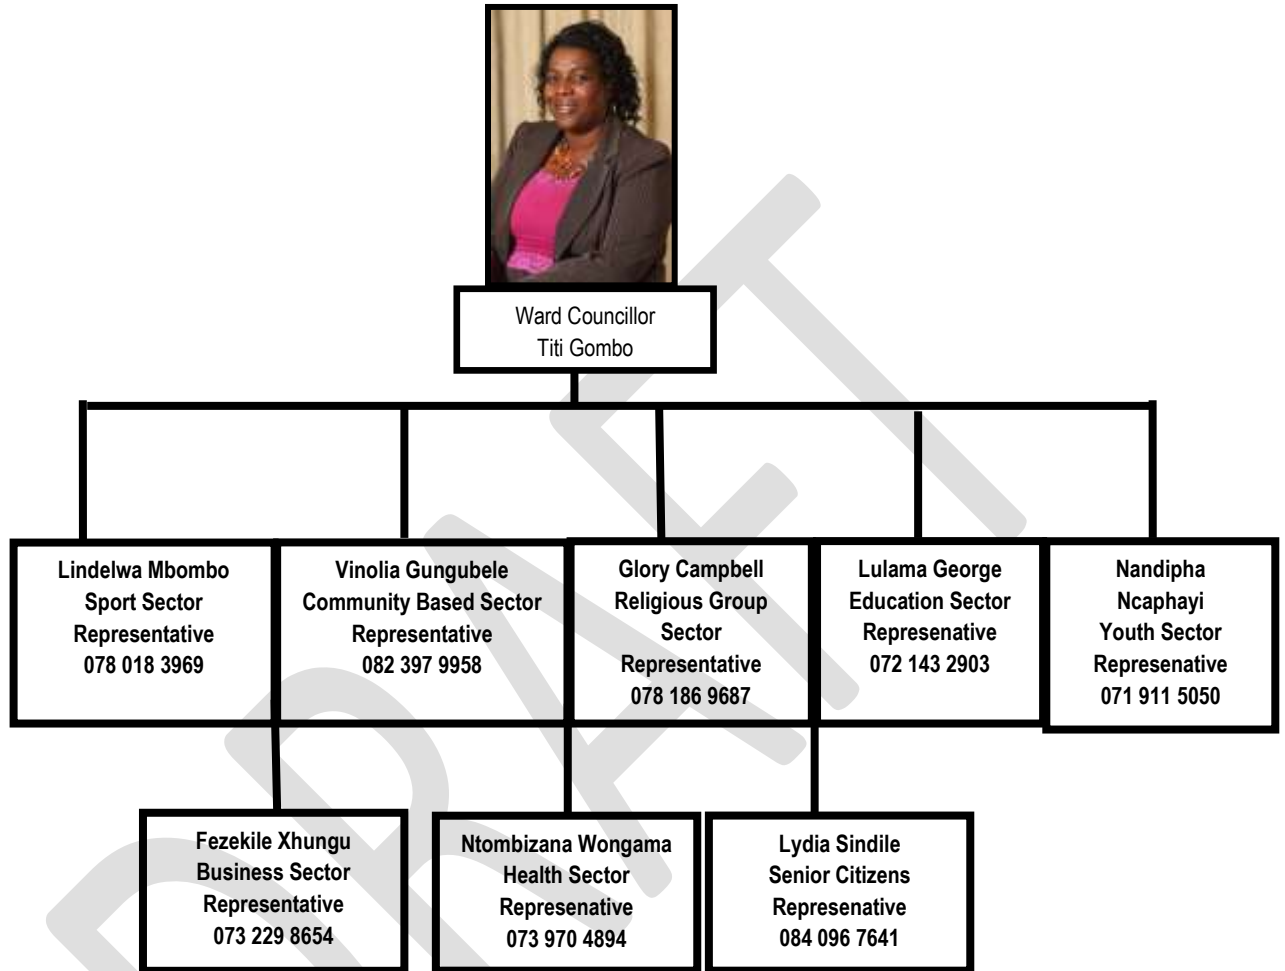 Ward Councillor
Titi Gombo
Lindelwa Mbombo
Sport Sector
Representative
078 018 3969
Vinolia Gungubele
Community Based Sector
Representative
082 397 9958
Glory Campbell
Religious Group
Sector
Representative
078 186 9687
Lulama George
Education Sector
Represenative
072 143 2903
Nandipha
Ncaphayi
Youth Sector
Represenative
071 911 5050
Fezekile Xhungu
Business Sector
Representative
073 229 8654
Ntombizana Wongama
Health Sector
Represenative
073 970 4894
Lydia Sindile
Senior Citizens
Represenative
084 096 7641
DRAFT